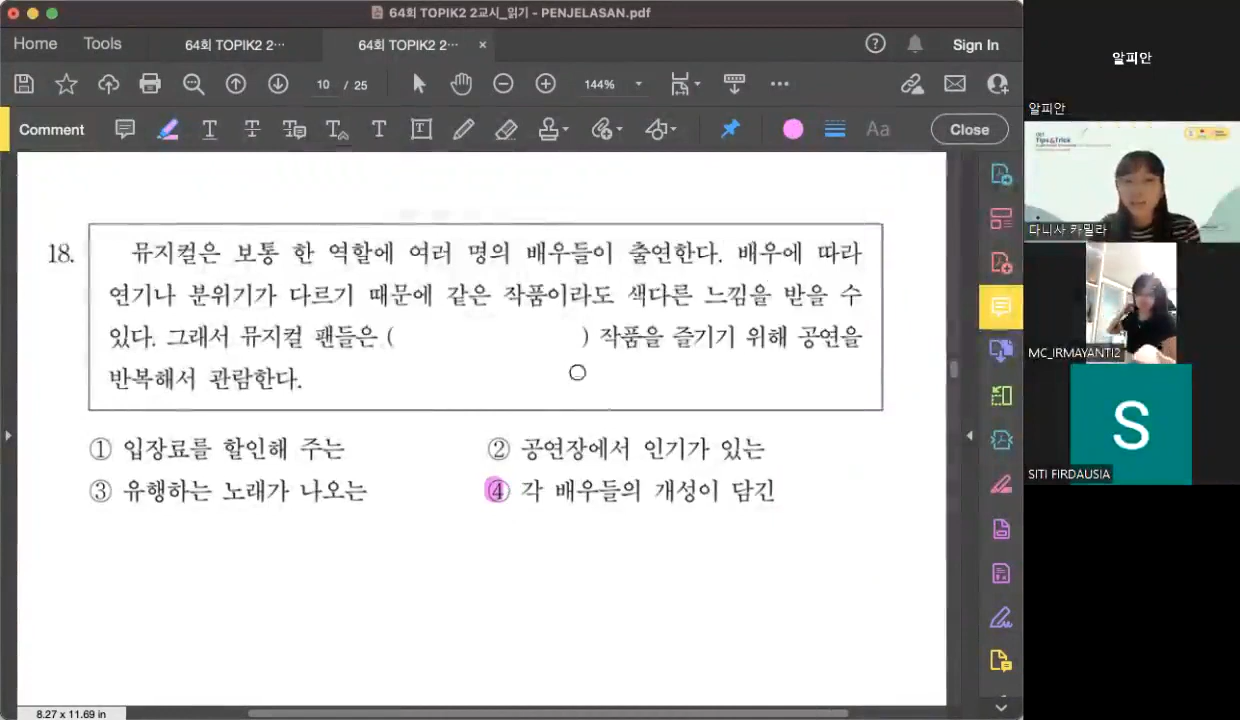 64회 TOPIK2 2교시_읽기 - PENJELASAN.pdf
Home Tools 64회 TOPIK2 2··· 64회 TOPIK2 2··· × Sign In
10 / 25 144%
Comment Aa Close
18. 뮤지컬은 보통 한 역할에 여러 명의 배우들이 출연한다. 배우에 따라
연기나 분위기가 다르기 때문에 같은 작품이라도 색다른 느낌을 받을 수
있다. 그래서 뮤지컬 팬들은 ( ) 작품을 즐기기 위해 공연을
반복해서 관람한다.
① 입장료를 할인해 주는 ② 공연장에서 인기가 있는
③ 유행하는 노래가 나오는 ④ 각 배우들의 개성이 담긴
8.27 x 11.69 in
알피안
알피안
Tips&Trick
다니사 카밀라
MC_IRMAYANTI2
S
SITI FIRDAUSIA